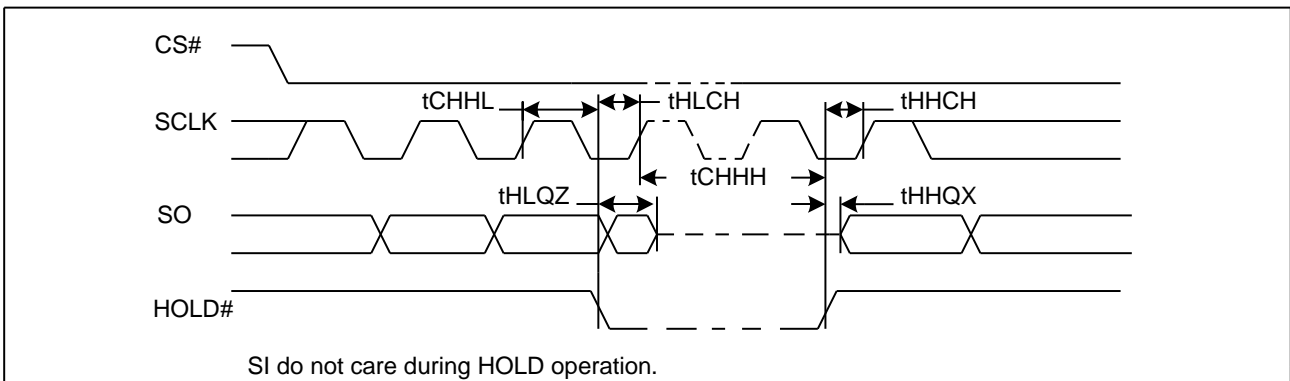 CS#
tCHHL
tHLCH
tHHCH
SCLK
tCHHH
tHLQZ
tHHQX
SO
HOLD#
SI do not care during HOLD operation.